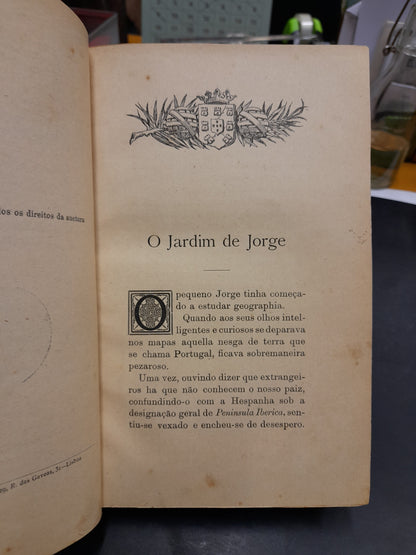 os os direitos da auctora
R. das Gaveas,
—Lisboa
O Jardim de Jorge
O pequeno Jorge tinha começa-
do a estudar geographia.
Quando aos seus olhos intel-
ligentes e curiosos se deparava
nos mapas aquella nesga de terra que
se chama Portugal, ficava sobremaneira
pezaroso.
Uma vez, ouvindo dizer que extrangei-
ros ha que não conhecem o nosso paiz,
confundindo-o com a Hespanha sob a
designação geral de Peninsula Iberica, sen-
tiu-se vexado e encheu-se de desespero.